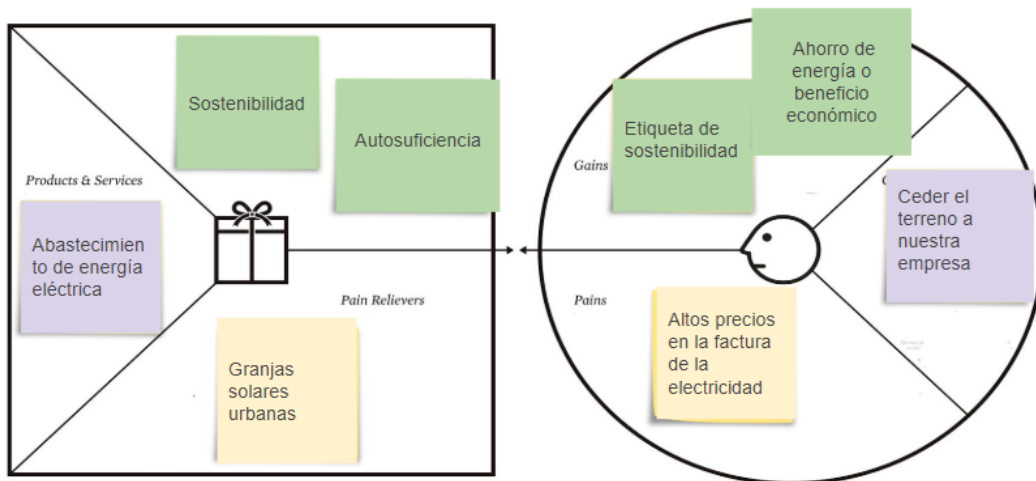 Sostenibilidad
Autosuficiencia
Products & Services
Abastecimien
to de energía
eléctrica
Pain Relievers
Granjas
solares
urbanas
Ahorro de
energía o
beneficio
económico
Etiqueta de
sostenibilidad
Gains
Ceder el
terreno a
nuestra
empresa
Pains
Altos precios
en la factura
de la
electricidad